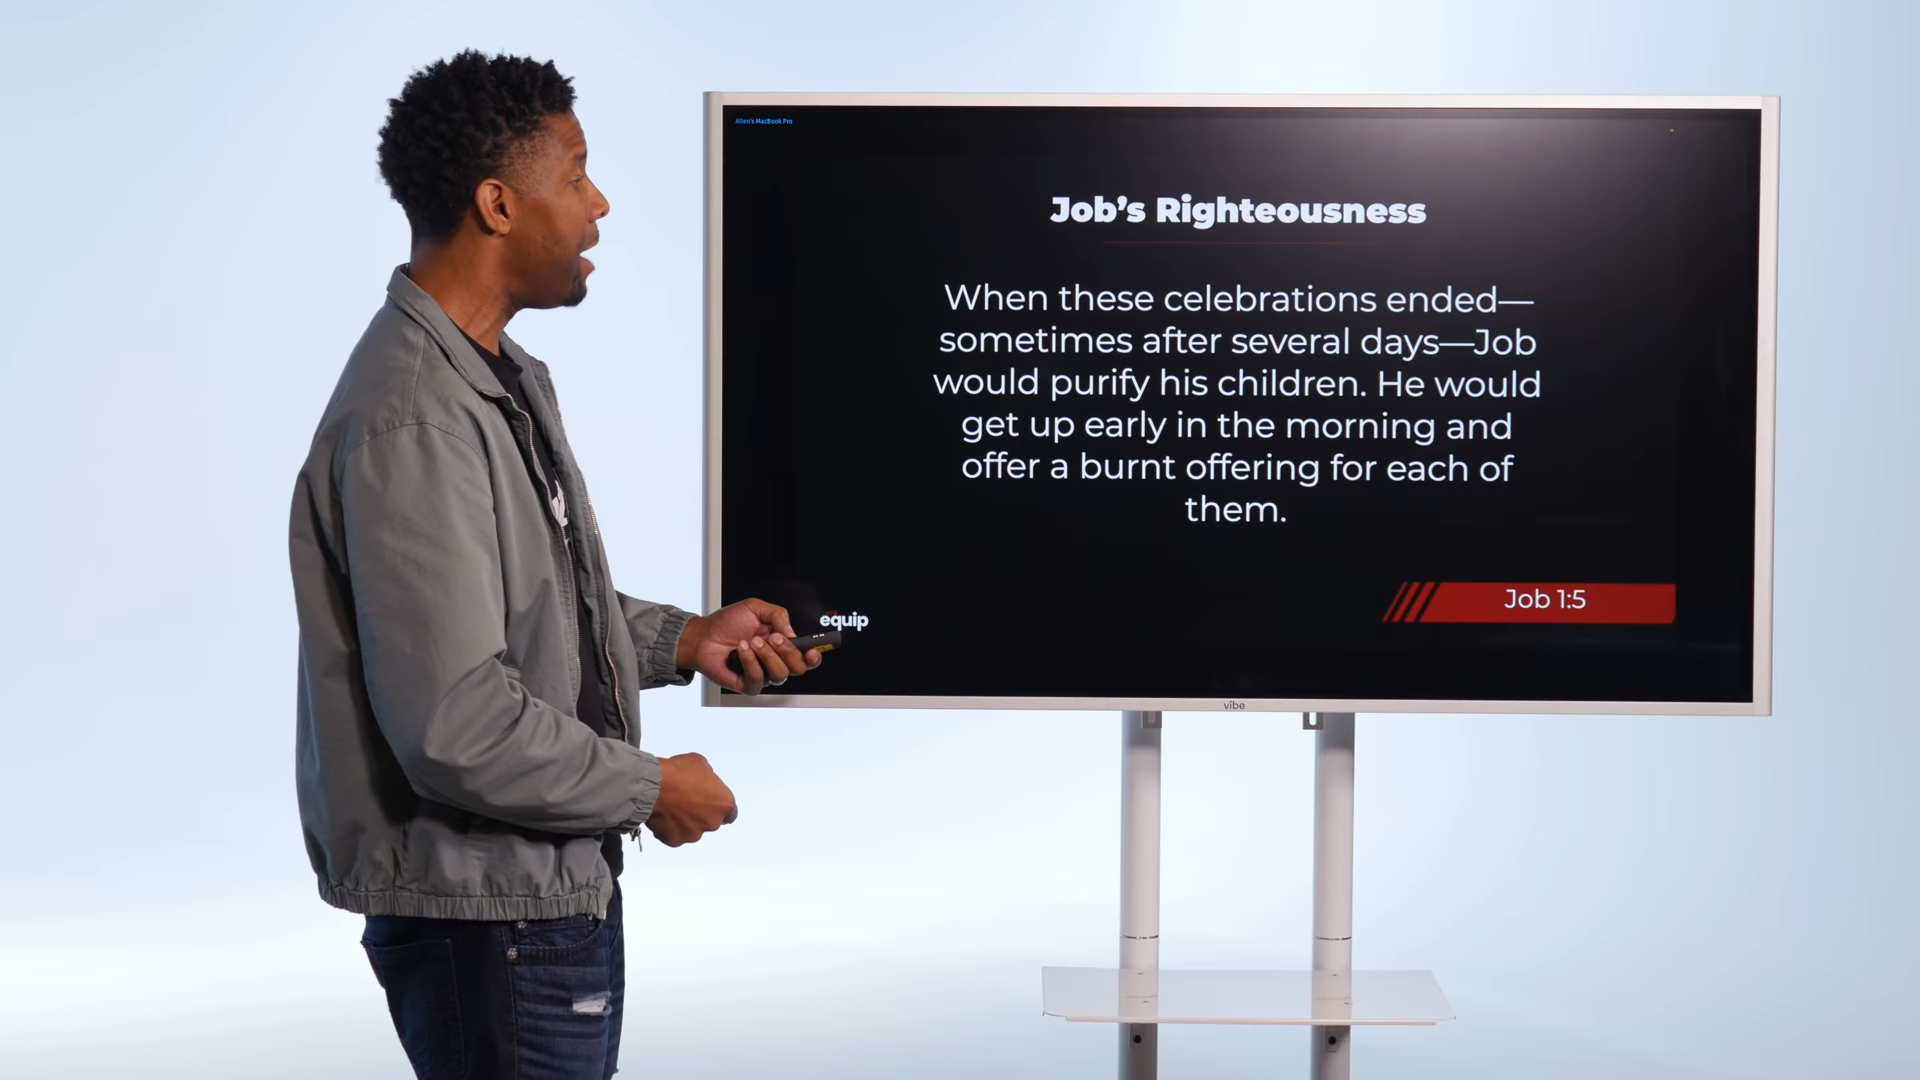 Allen's MacBook Pro
Job's Righteousness
When these celebrations ended—
sometimes after several days—Job
would purify his children. He would
get up early in the morning and
offer a burnt offering for each of
them.
equip
Job 1:5
vibe